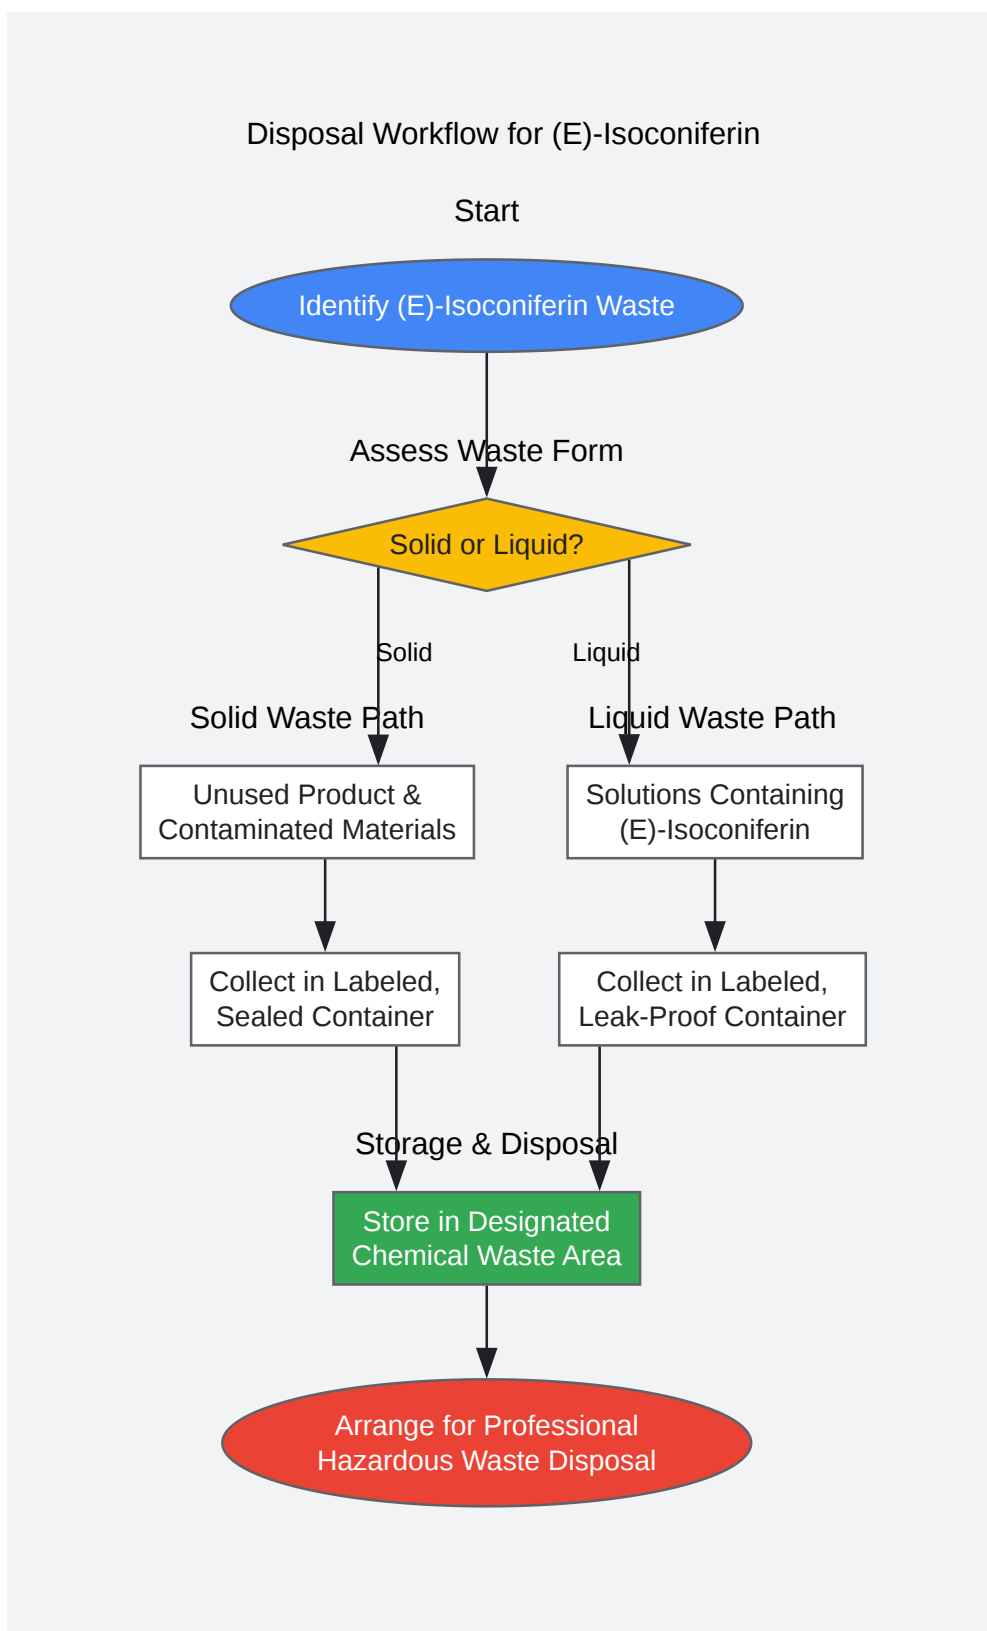 Disposal Workflow for (E)-Isoconiferin
Start
Identify (E)-Isoconiferin Waste
Assess Waste Form
Solid or Liquid?
Solid
Liquid
Solid Waste Path
Liquid Waste Path
Unused Product &
Contaminated Materials
Solutions Containing
(E)-Isoconiferin
Collect in Labeled,
Sealed Container
Collect in Labeled,
Leak-Proof Container
Storage & Disposal
Store in Designated
Chemical Waste Area
Arrange for Professional
Hazardous Waste Disposal